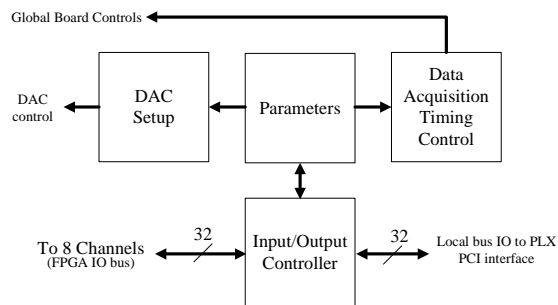 Global Board Controls
DAC
control
DAC
Setup
Parameters
Data
Acquisition
Timing
Control
To 8 Channels
(FPGA IO bus)
32
Input/Output
Controller
32
Local bus IO to PLX
PCI interface